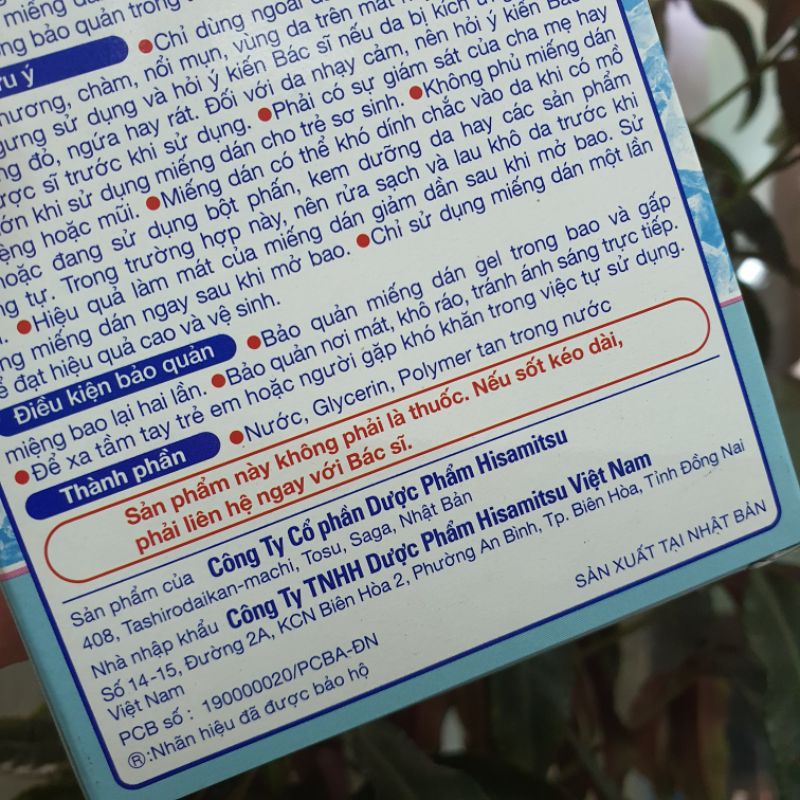 miếng dán
ng bảo quản trong
●Chỉ dùng ngoài da
ưu ý
hương, chàm, nổi mụn, vùng da trên mắt
gưng sử dụng và hỏi ý kiến Bác sĩ nếu da bị kích ứ
ng đỏ, ngứa hay rát. Đối với da nhạy cảm, nên hỏi ý kiến Bác
ược sĩ trước khi sử dụng. ●Phải có sự giám sát của cha mẹ hay
ớn khi sử dụng miếng dán cho trẻ sơ sinh. ●Không phủ miếng dán
ệng hoặc mũi. ●Miếng dán có thể khó dính chắc vào da khi có mồ
hoặc đang sử dụng bột phấn, kem dưỡng da hay các sản phẩm
ng tự. Trong trường hợp này, nên rửa sạch và lau khô da trước khi
. ●Hiệu quả làm mát của miếng dán giảm dần sau khi mở bao. Sử
ng miếng dán ngay sau khi mở bao. ●Chỉ sử dụng miếng dán một lần
ể đạt hiệu quả cao và vệ sinh.
Điều kiện bảo quản ●Bảo quản miếng dán gel trong bao và gấp
miệng bao lại hai lần. ●Bảo quản nơi mát, khô ráo, tránh ánh sáng trực tiếp.
●Để xa tầm tay trẻ em hoặc người gặp khó khăn trong việc tự sử dụng.
Thành phần ●Nước, Glycerin, Polymer tan trong nước
Sản phẩm này không phải là thuốc. Nếu sốt kéo dài,
phải liên hệ ngay với Bác sĩ.
Sản phẩm của Công Ty Cổ phần Dược Phẩm Hisamitsu
408, Tashirodaikan-machi, Tosu, Saga, Nhật Bản
Nhà nhập khẩu Công Ty TNHH Dược Phẩm Hisamitsu Việt Nam
Số 14-15, Đường 2A, KCN Biên Hòa 2, Phường An Bình, Tp. Biên Hòa, Tỉnh Đồng Nai
Việt Nam
SẢN XUẤT TẠI NHẬT BẢN
PCB số : 190000020/PCBA-ĐN
®:Nhãn hiệu đã được bảo hộ